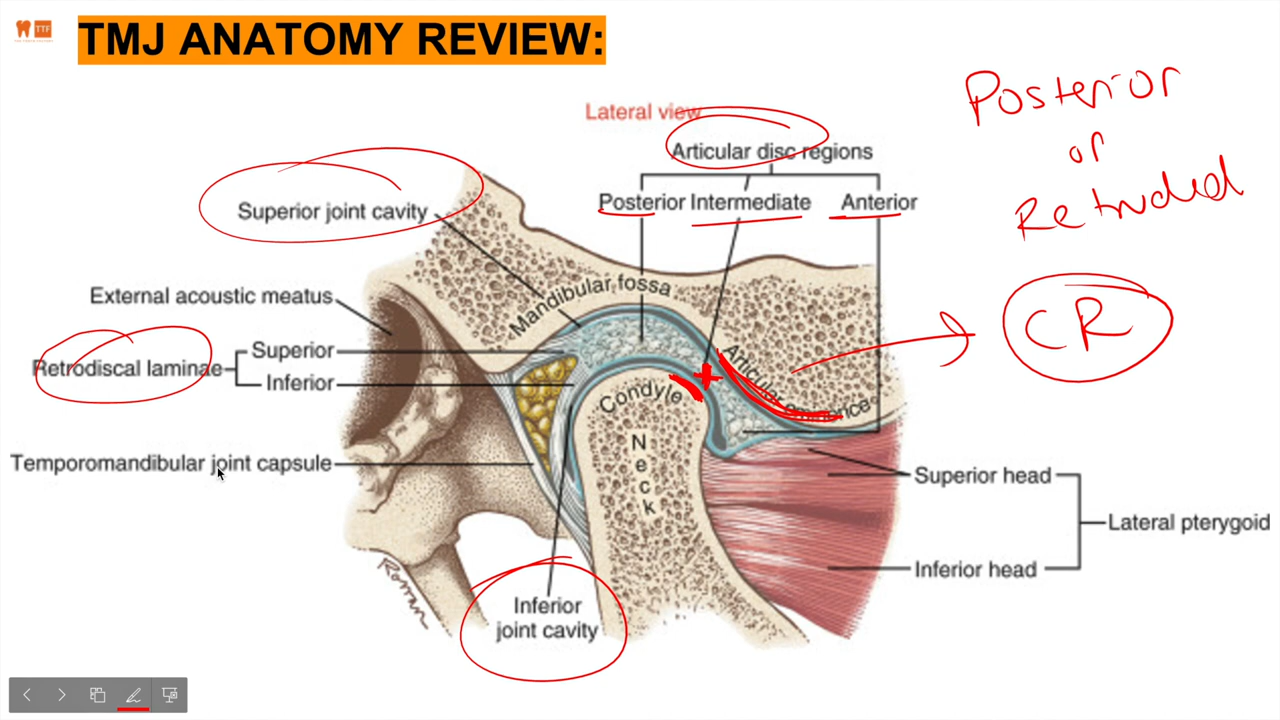 TTF
TMJ ANATOMY REVIEW:
Posterior
or
Retruded
CR
Lateral view
Articular disc regions
Posterior Intermediate Anterior
Superior joint cavity
Mandibular fossa
External acoustic meatus
Retrodiscal laminae
Superior
Inferior
Articular eminence
Condyle
Neck
Temporomandibular joint capsule
Superior head
Lateral pterygoid
Inferior head
Inferior
joint cavity
Roman